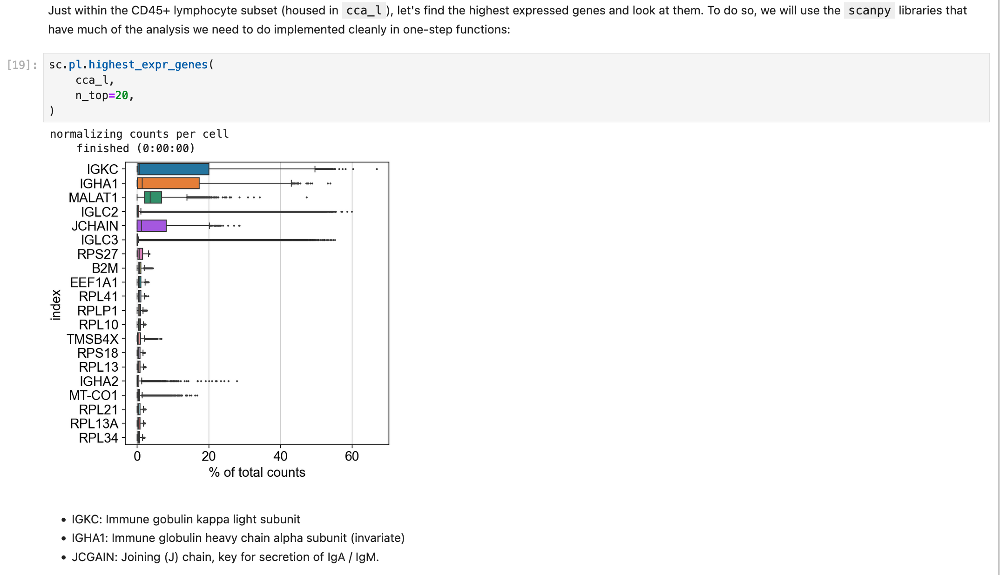 Just within the CD45+ lymphocyte subset (housed in cca_l), let's find the highest expressed genes and look at them. To do so, we will use the scanpy libraries that
have much of the analysis we need to do implemented cleanly in one-step functions:
[19]: sc.pl.highest_expr_genes(
    cca_l,
    n_top=20,
)
normalizing counts per cell
    finished (0:00:00)
IGKC
IGHA1
MALAT1
IGLC2
JCHAIN
IGLC3
RPS27
B2M
EEF1A1
RPL41
RPLP1
RPL10
TMSB4X
RPS18
RPL13
IGHA2
MT-CO1
RPL21
RPL13A
RPL34
index
0 20 40 60
% of total counts
• IGKC: Immune gobulin kappa light subunit
• IGHA1: Immune globulin heavy chain alpha subunit (invariate)
• JCGAIN: Joining (J) chain, key for secretion of IgA / IgM.